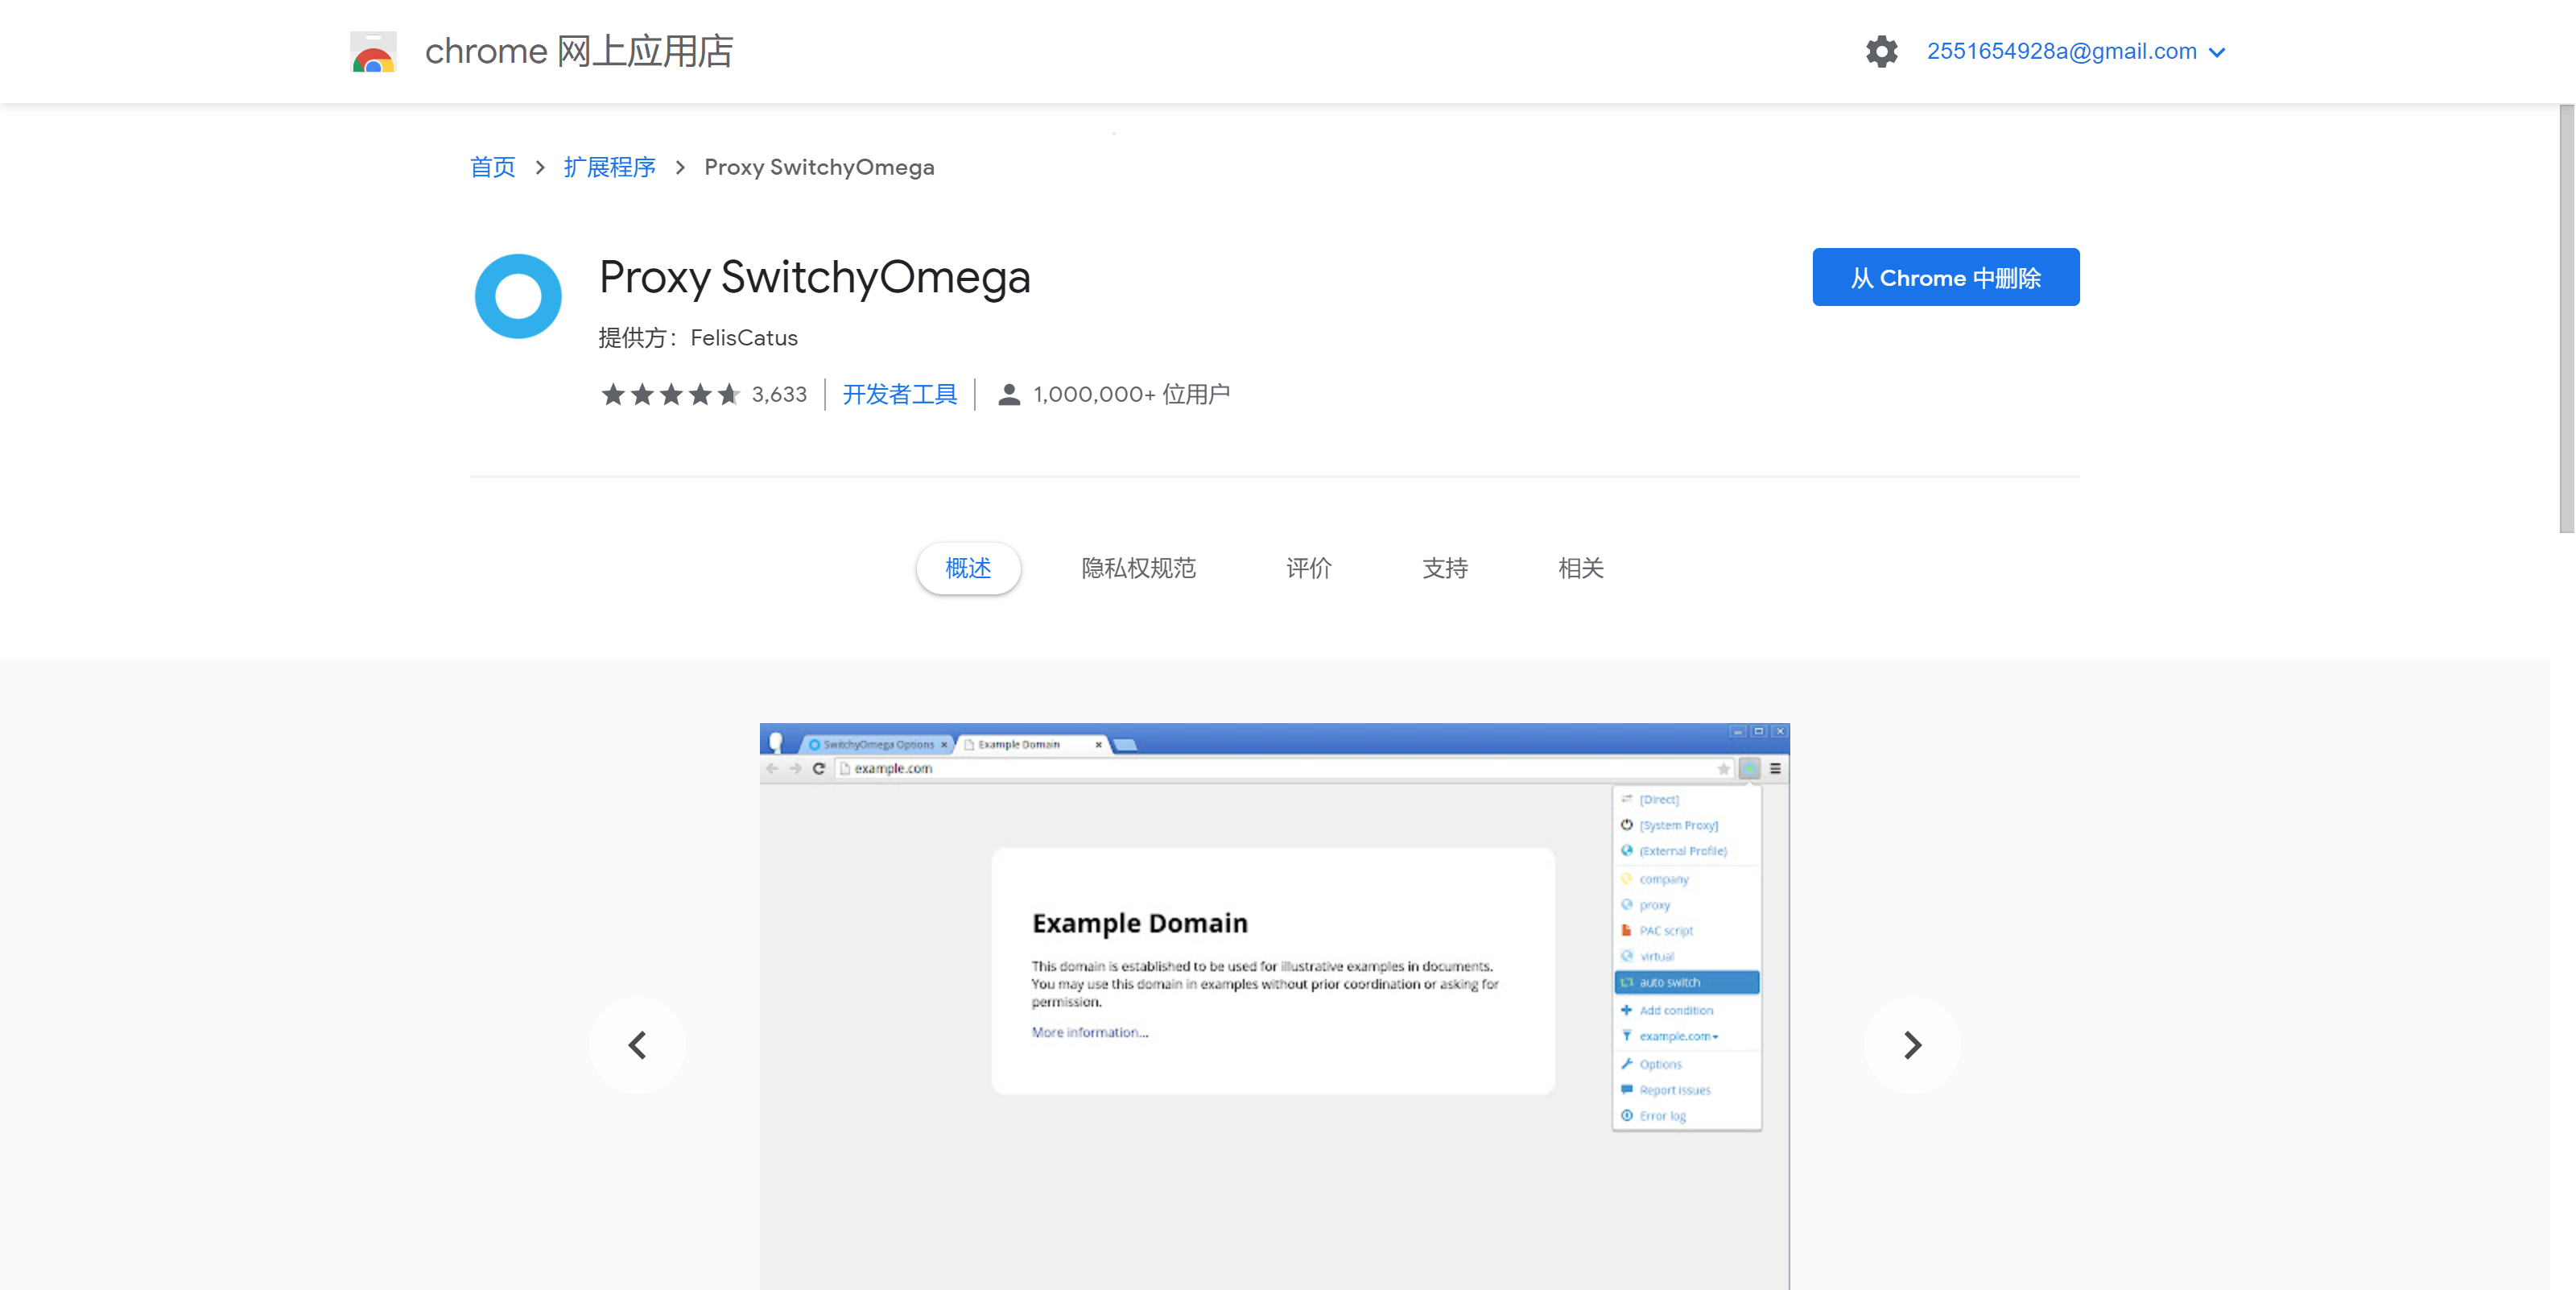 chrome 网上应用店
2551654928a@gmail.com
首页 > 扩展程序 > Proxy SwitchyOmega
Proxy SwitchyOmega
从 Chrome 中删除
提供方：FelisCatus
3,633
开发者工具
1,000,000+ 位用户
概述
隐私权规范
评价
支持
相关
SwitchyOmega Options
Example Domain
example.com
[Direct]
[System Proxy]
(External Profile)
company
proxy
PAC script
virtual
auto switch
Add condition
example.com
Options
Report issues
Error log
Example Domain
This domain is established to be used for illustrative examples in documents.
You may use this domain in examples without prior coordination or asking for
permission.
More information...